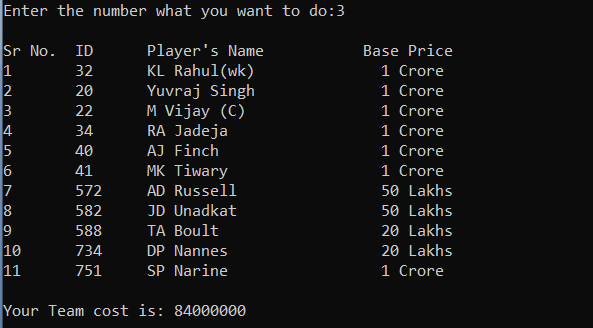 Enter the number what you want to do:3
Sr No. ID Player's Name Base Price
1 32 KL Rahul(wk) 1 Crore
2 20 Yuvraj Singh 1 Crore
3 22 M Vijay (C) 1 Crore
4 34 RA Jadeja 1 Crore
5 40 AJ Finch 1 Crore
6 41 MK Tiwary 1 Crore
7 572 AD Russell 50 Lakhs
8 582 JD Unadkat 50 Lakhs
9 588 TA Boult 20 Lakhs
10 734 DP Nannes 20 Lakhs
11 751 SP Narine 1 Crore
Your Team cost is: 84000000